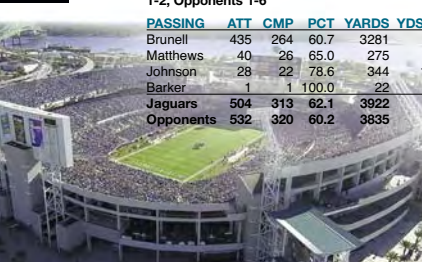 1-2, Opponents 1-6
PASSING ATT CMP PCT YARDS YDS
Brunell 435 264 60.7 3281
Matthews 40 26 65.0 275
Johnson 28 22 78.6 344
Barker 1 1 100.0 22
Jaguars 504 313 62.1 3922
Opponents 532 320 60.2 3835